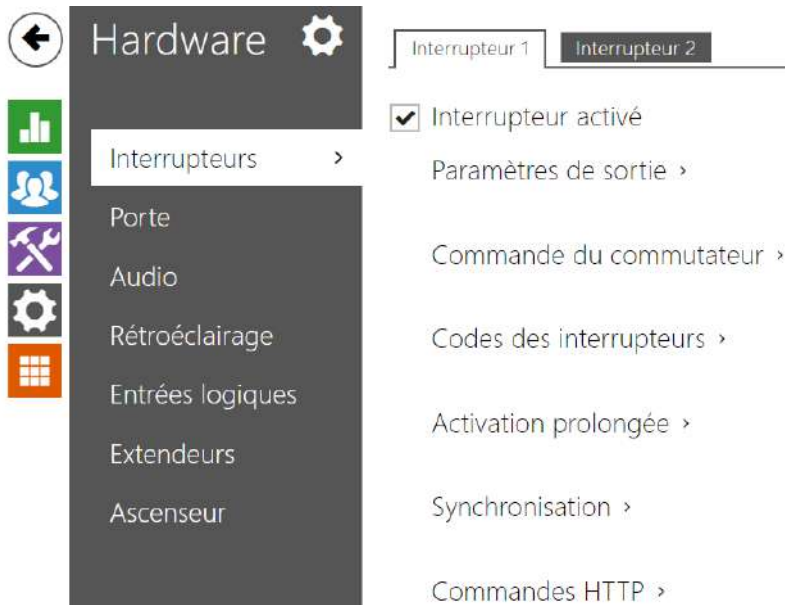 Hardware
Interrupteurs
Porte
Audio
Rétroéclairage
Entrées logiques
Extendeurs
Ascenseur
Interrupteur 1
Interrupteur 2
Interrupteur activé
Paramètres de sortie
Commande du commutateur
Codes des interrupteurs
Activation prolongée
Synchronisation
Commandes HTTP